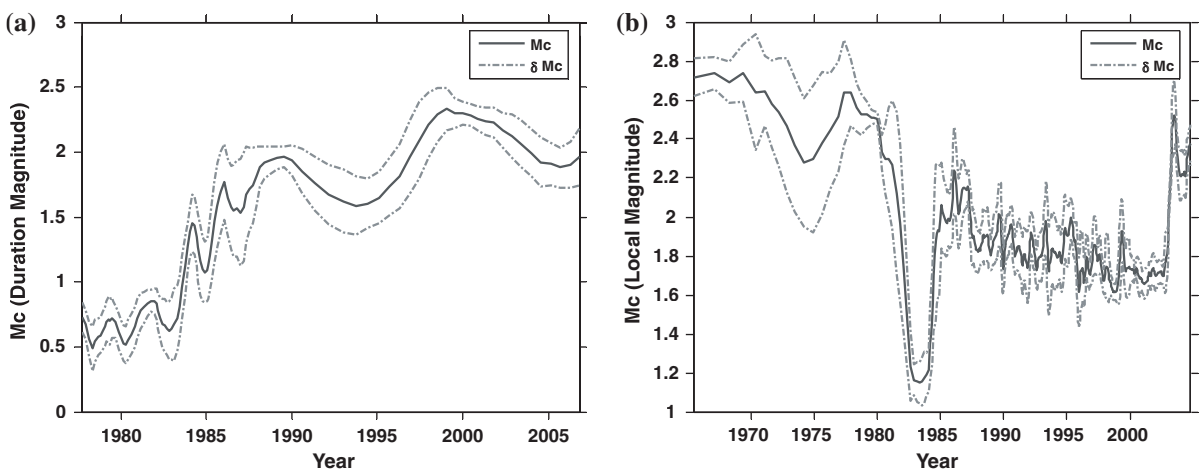 (a)
3
2.5
2
1.5
1
0.5
0
Mc (Duration Magnitude)
Mc
δ Mc
1980 1985 1990 1995 2000 2005
Year
(b)
3
2.8
2.6
2.4
2.2
2
1.8
1.6
1.4
1.2
1
Mc (Local Magnitude)
Mc
δ Mc
1970 1975 1980 1985 1990 1995 2000
Year